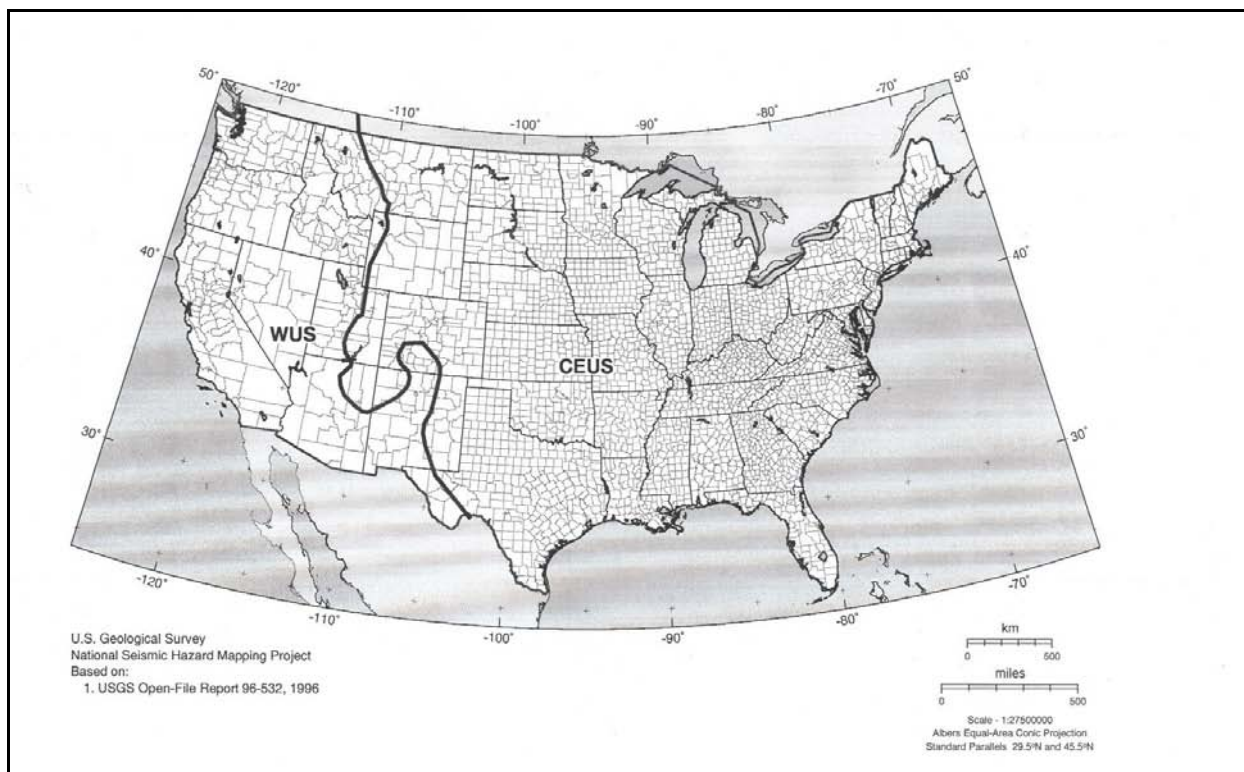 50°
-120°
-110°
-100°
-90°
-80°
-70°
50°
40°
40°
WUS
CEUS
30°
30°
-120°
-110°
-100°
-90°
-80°
-70°
U.S. Geological Survey
National Seismic Hazard Mapping Project
Based on:
1. USGS Open-File Report 96-532, 1996
km
0 500
miles
0 500
Scale - 1:27500000
Albers Equal-Area Conic Projection
Standard Parallels 29.5°N and 45.5°N